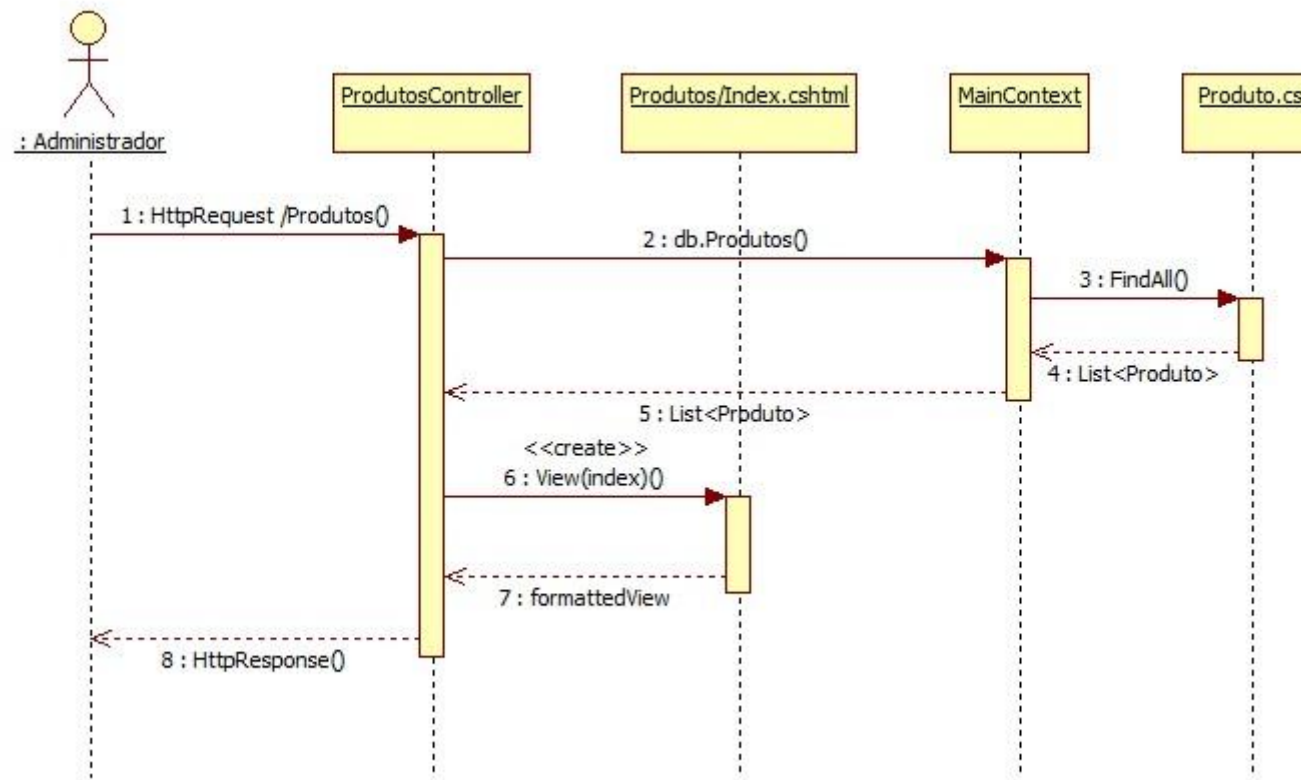 : Administrador
ProdutosController
Produtos/Index.cshtml
MainContext
Produto.cs
1 : HttpRequest /Produtos()
2 : db.Produtos()
3 : FindAll()
4 : List<Produto>
5 : List<Produto>
<<create>>
6 : View(index)()
7 : formattedView
8 : HttpResponse()